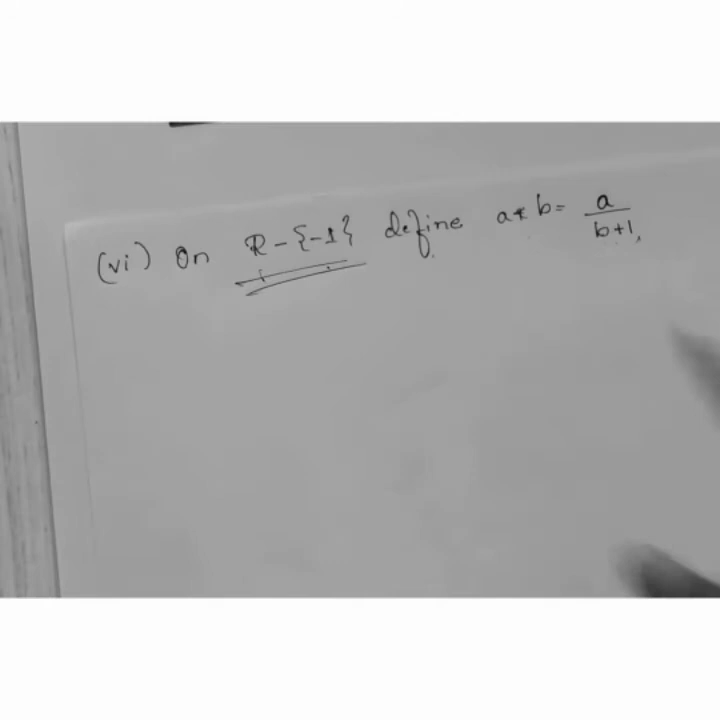 (vi) On R-{-1} define a*b= a/b+1,